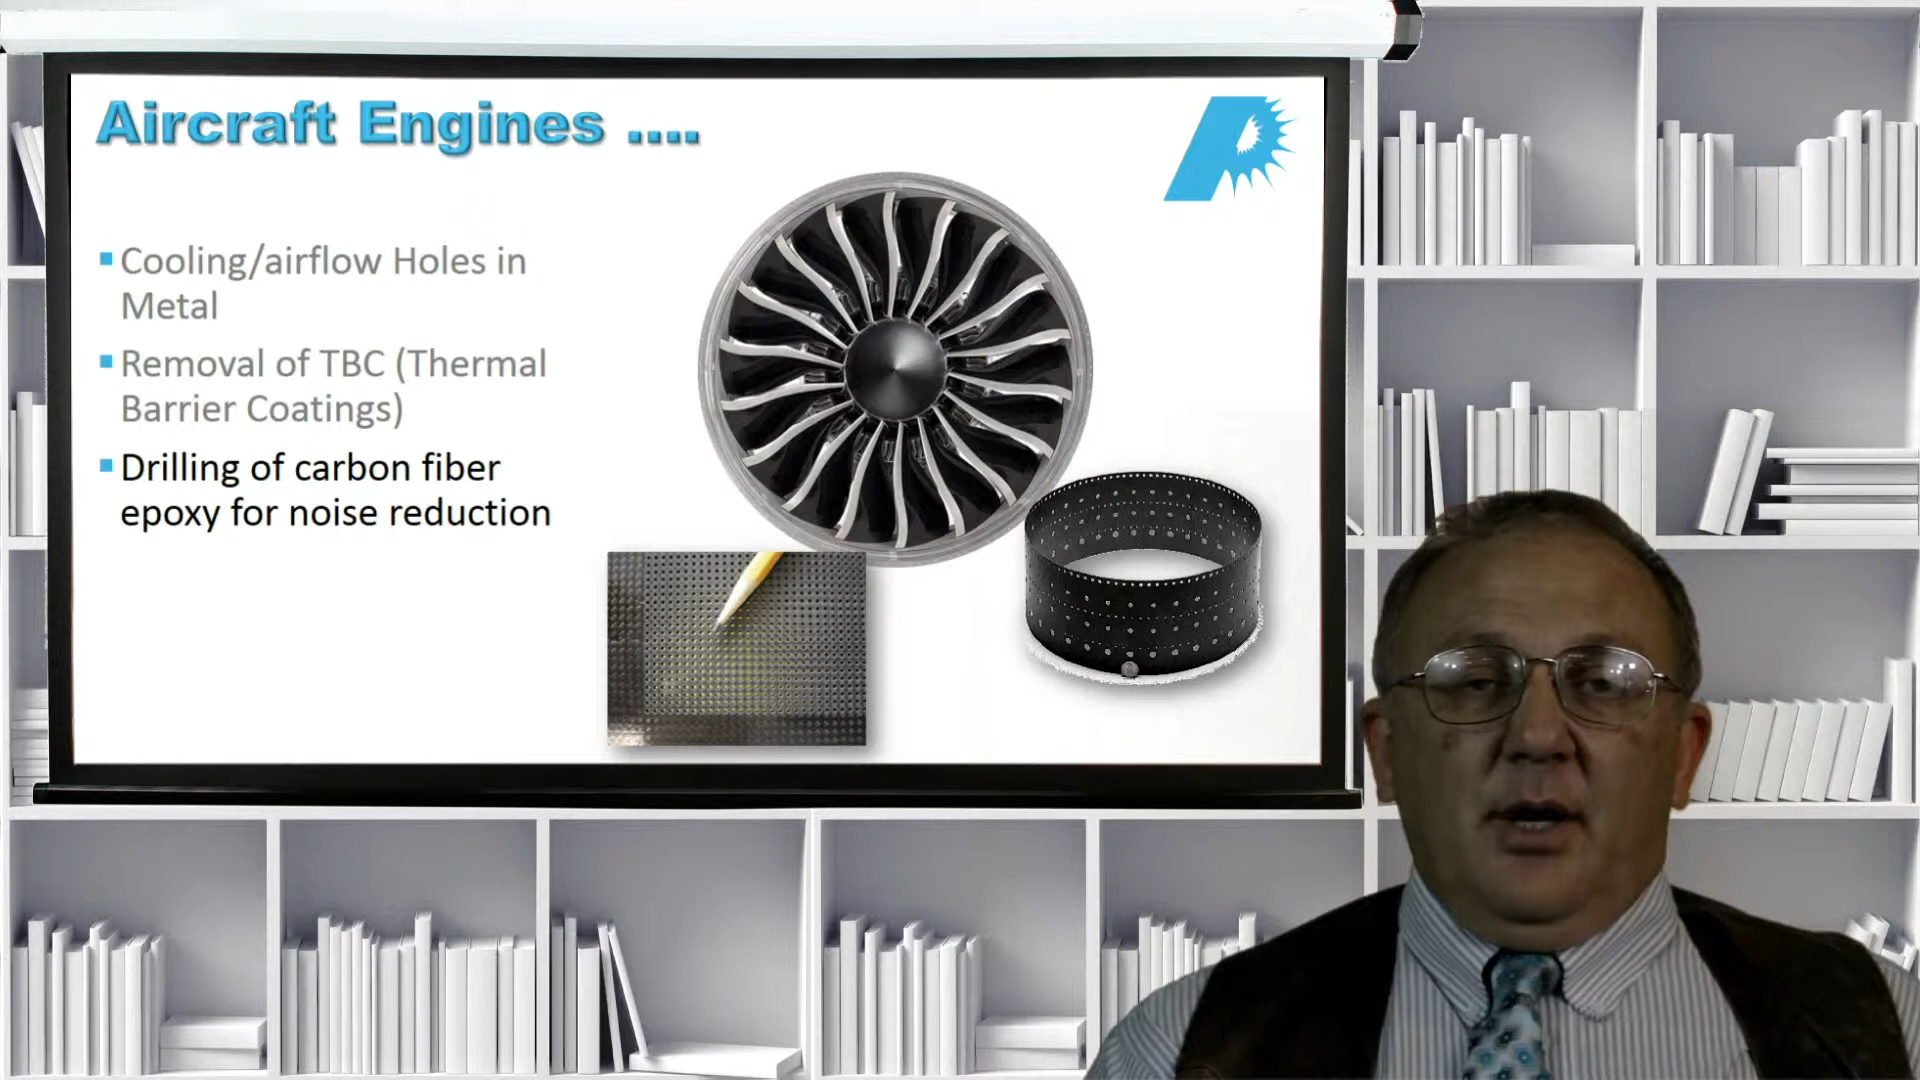 Aircraft Engines ....
Cooling/airflow Holes in
Metal
Removal of TBC (Thermal
Barrier Coatings)
Drilling of carbon fiber
epoxy for noise reduction